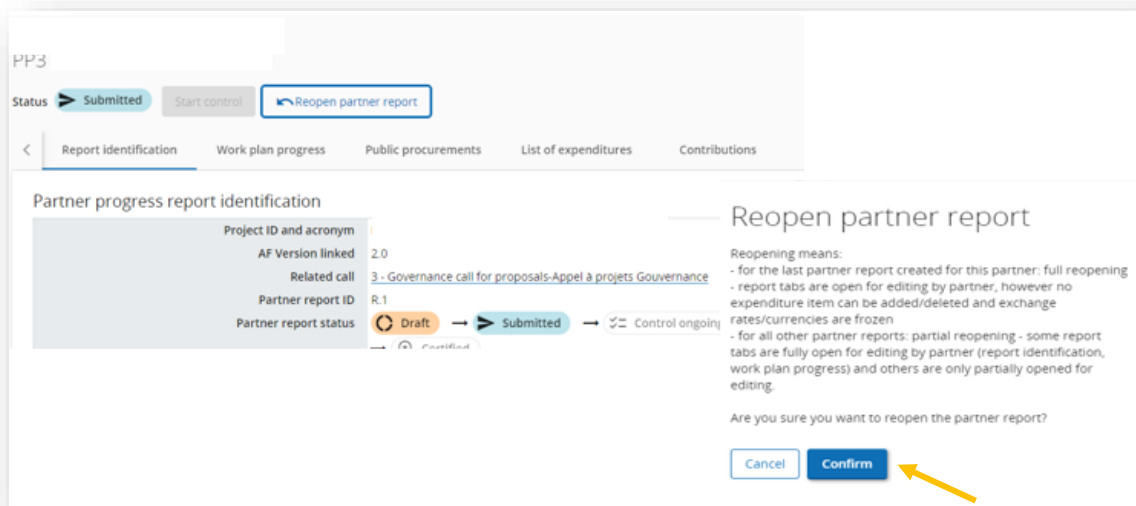 PP3
Status Submitted Start control Reopen partner report
Report identification Work plan progress Public procurements List of expenditures Contributions
Partner progress report identification
Project ID and acronym
AF Version linked 2.0
Related call 3 - Governance call for proposals-Appel à projets Gouvernance
Partner report ID R.1
Partner report status Draft → Submitted → Control ongoing
→ Certified
Reopen partner report
Reopening means:
- for the last partner report created for this partner: full reopening
- report tabs are open for editing by partner, however no
expenditure item can be added/deleted and exchange
rates/currencies are frozen
- for all other partner reports: partial reopening - some report
tabs are fully open for editing by partner (report identification,
work plan progress) and others are only partially opened for
editing.
Are you sure you want to reopen the partner report?
Cancel Confirm